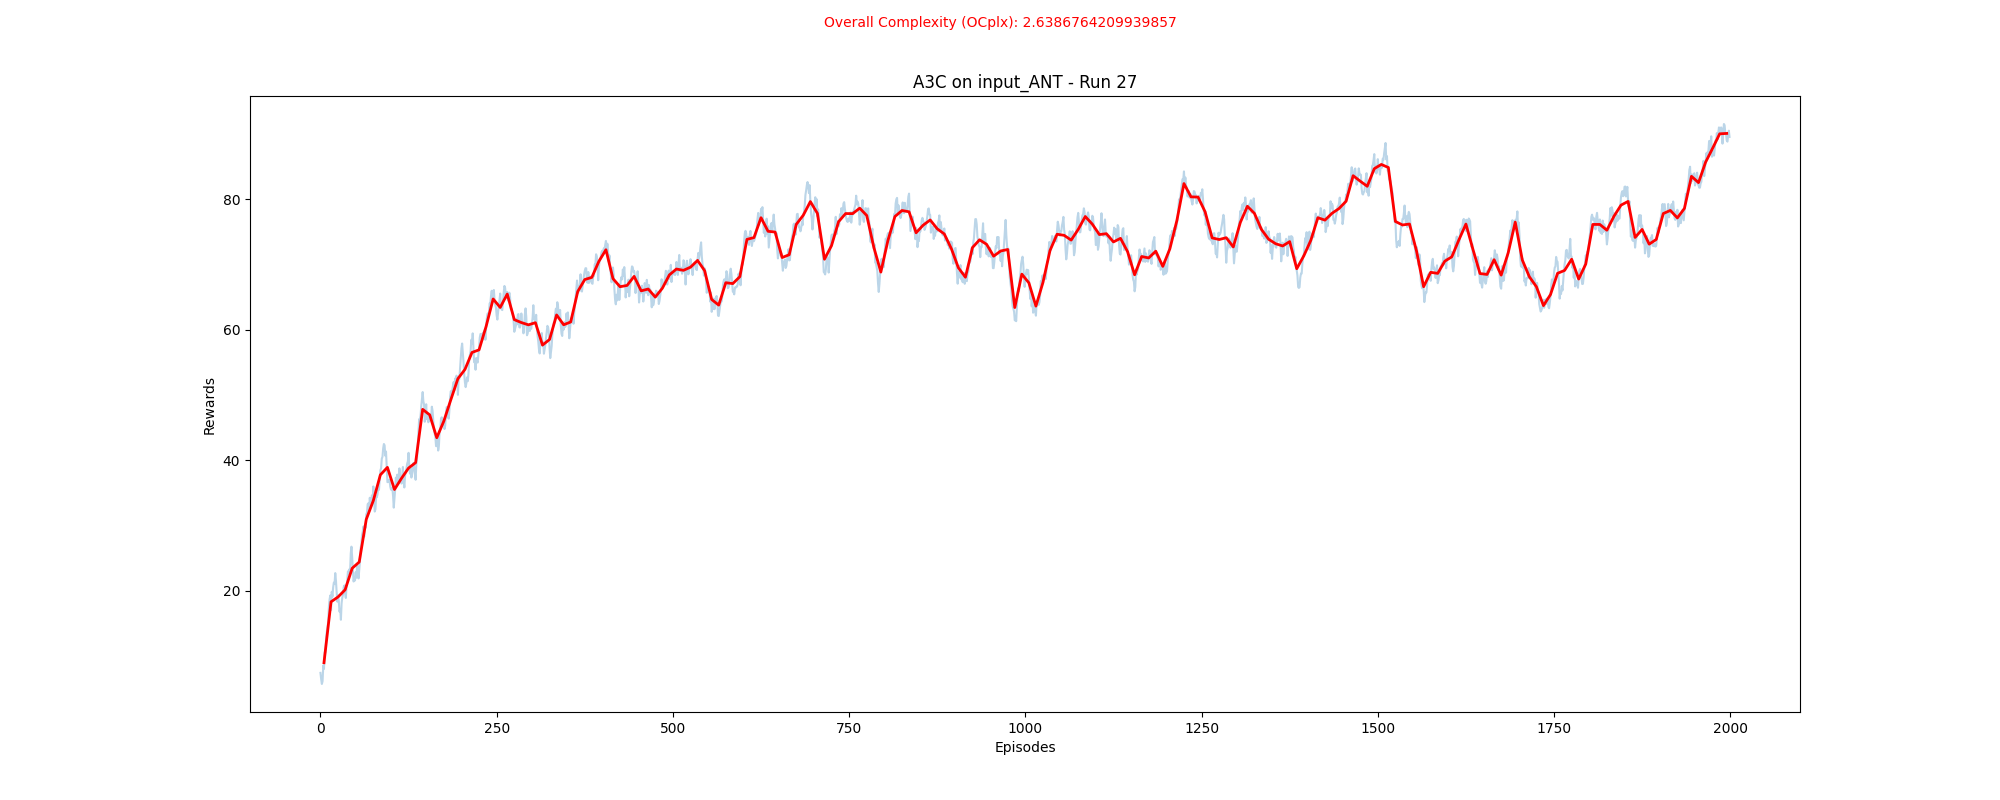 Overall Complexity (OCplx): 2.6386764209939857
A3C on input_ANT - Run 27
80
60
40
20
Rewards
0 250 500 750 1000 1250 1500 1750 2000
Episodes